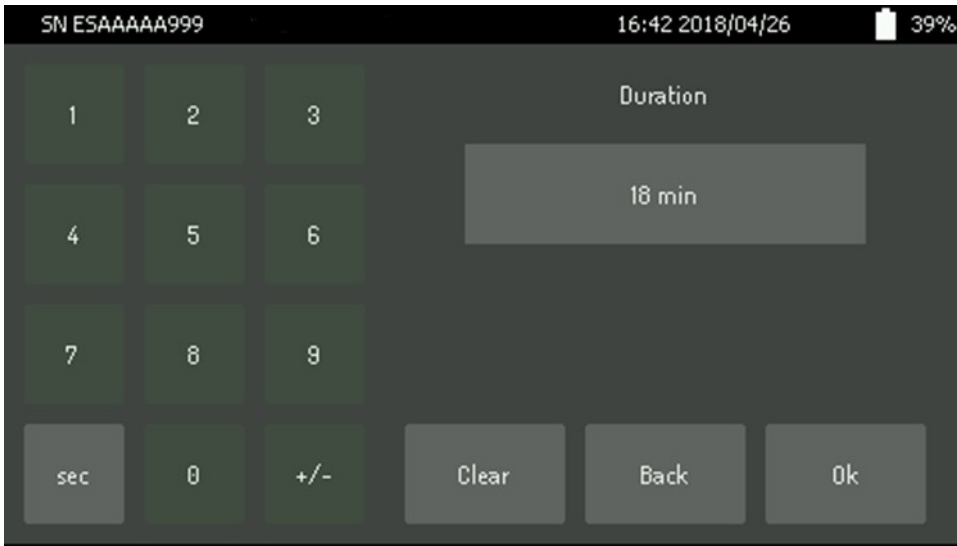 SN ESAAAAA999 16:42 2018/04/26 39%
Duration
1 2 3
18 min
4 5 6
7 8 9
sec 0 +/- Clear Back Ok